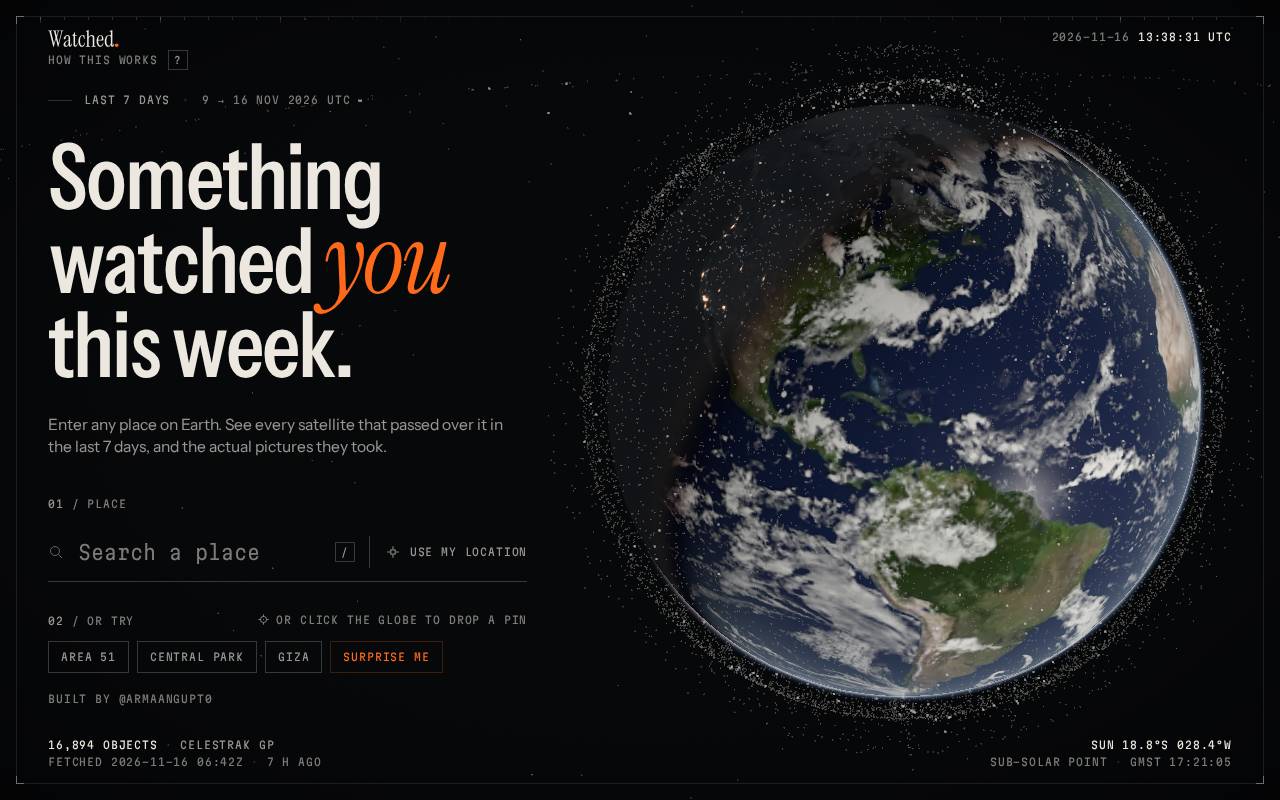 Watched.
HOW THIS WORKS ?
2026-11-16 13:38:31 UTC
LAST 7 DAYS · 9 → 16 NOV 2026 UTC
Something
watched you
this week.
Enter any place on Earth. See every satellite that passed over it in
the last 7 days, and the actual pictures they took.
01 / PLACE
Search a place / USE MY LOCATION
02 / OR TRY OR CLICK THE GLOBE TO DROP A PIN
AREA 51 CENTRAL PARK GIZA SURPRISE ME
BUILT BY @ARMAANGUPT0
16,894 OBJECTS · CELESTRAK GP
FETCHED 2026-11-16 06:42Z · 7 H AGO
SUN 18.8°S 028.4°W
SUB-SOLAR POINT · GMST 17:21:05